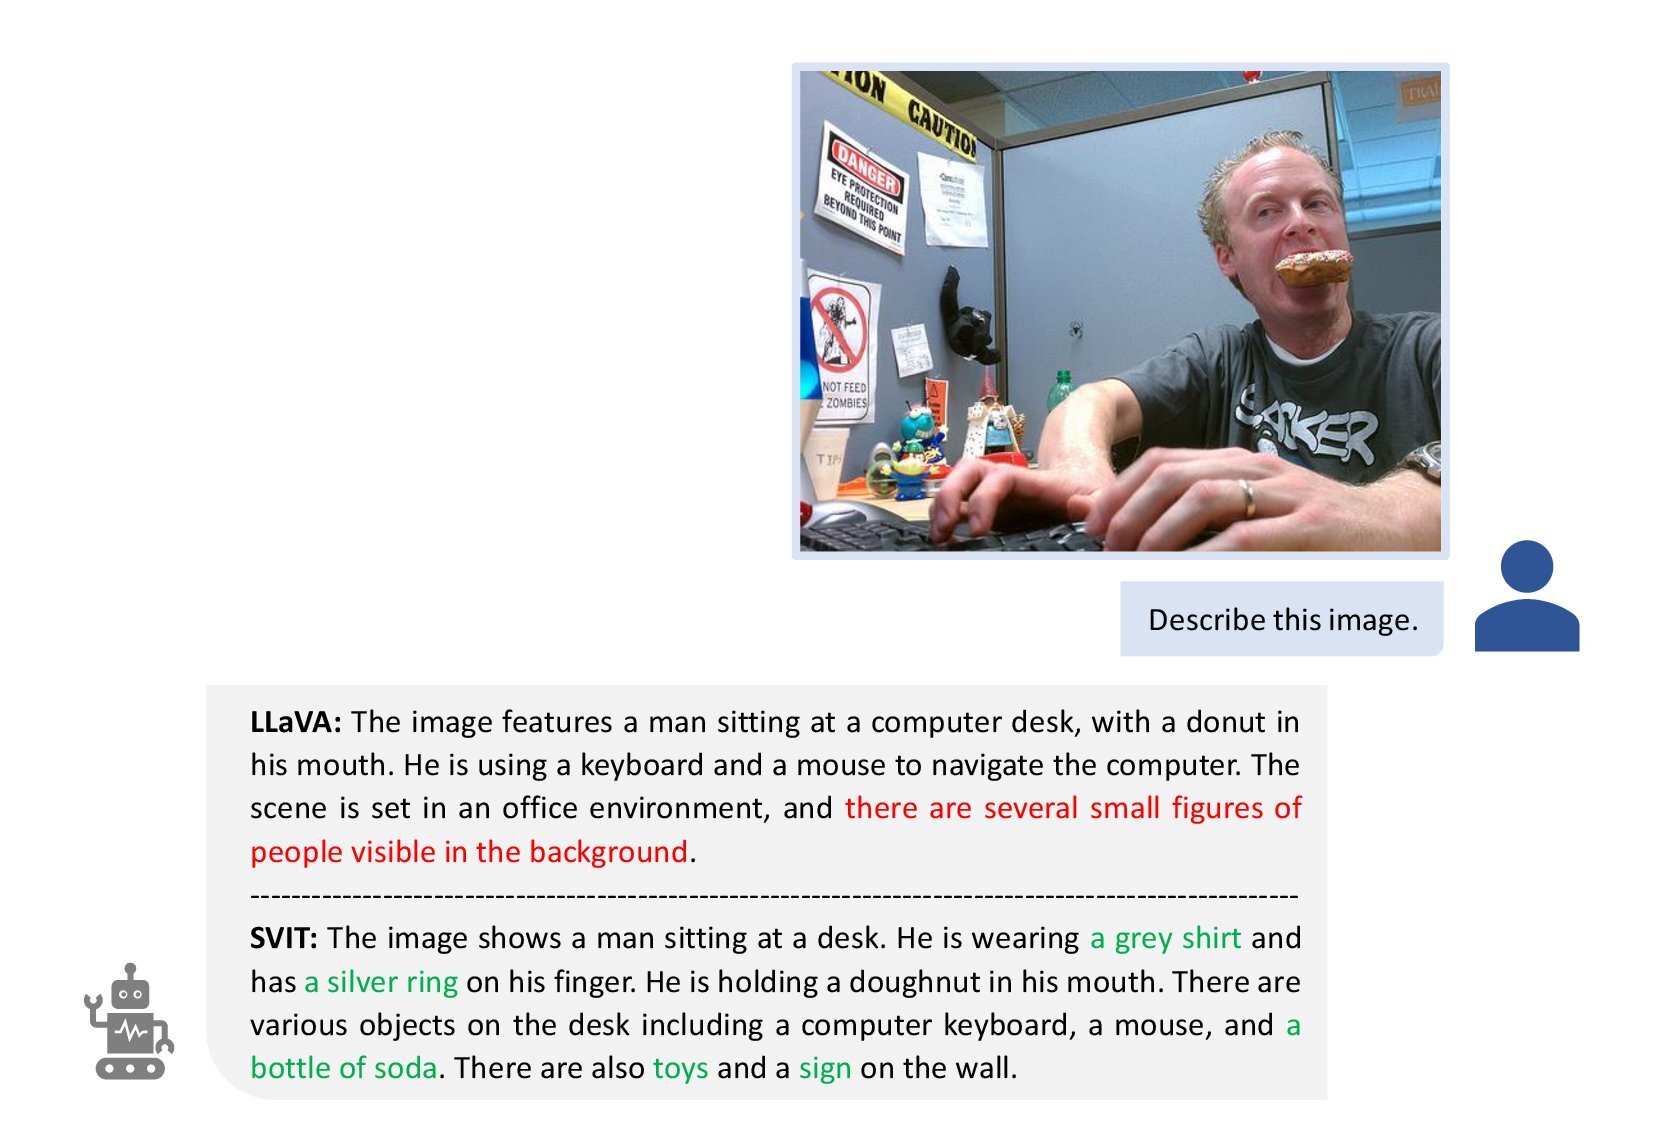 ION CAUTION
TRAI
DANGER
EYE PROTECTION
REQUIRED
BEYOND THIS POINT
NOT FEED
ZOMBIES
TIPS
Describe this image.
LLaVA: The image features a man sitting at a computer desk, with a donut in
his mouth. He is using a keyboard and a mouse to navigate the computer. The
scene is set in an office environment, and there are several small figures of
people visible in the background.
----------------------------------------------------------------------------------------------------
SVIT: The image shows a man sitting at a desk. He is wearing a grey shirt and
has a silver ring on his finger. He is holding a doughnut in his mouth. There are
various objects on the desk including a computer keyboard, a mouse, and a
bottle of soda. There are also toys and a sign on the wall.